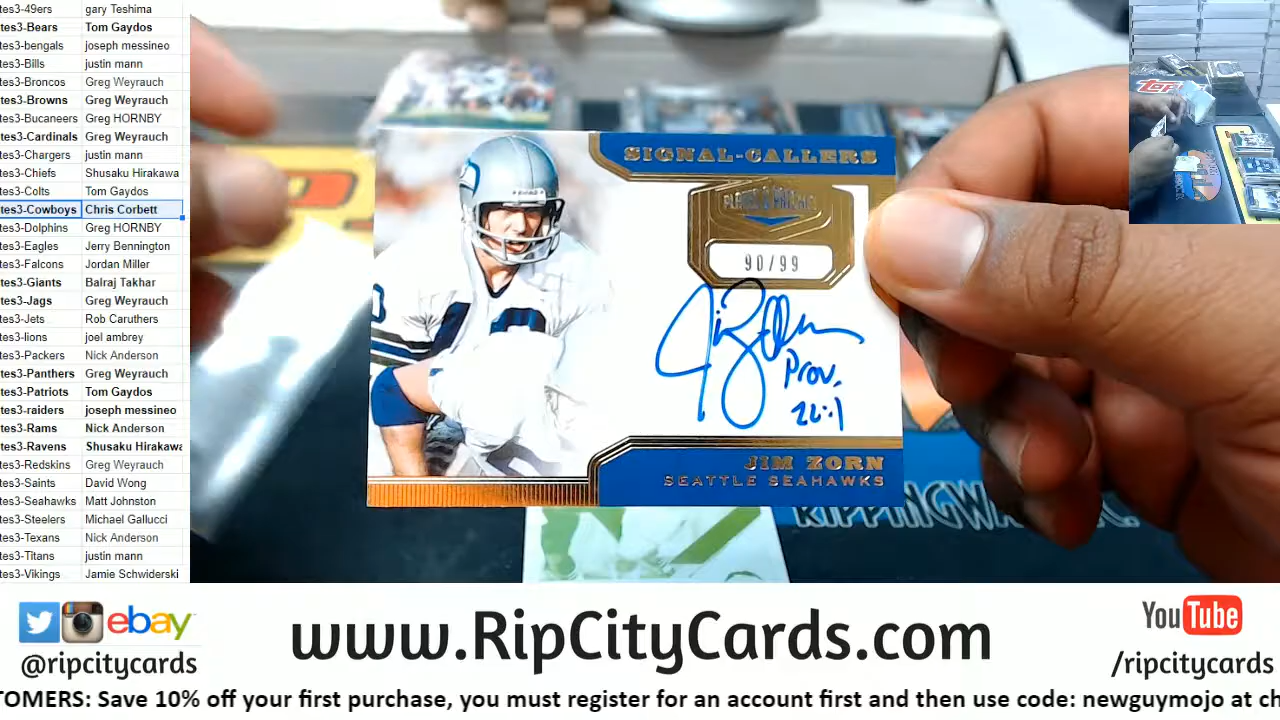 tes3-49ers gary Teshima
tes3-Bears Tom Gaydos
tes3-bengals joseph messineo
tes3-Bills justin mann
tes3-Broncos Greg Weyrauch
tes3-Browns Greg Weyrauch
tes3-Bucaneers Greg HORNBY
tes3-Cardinals Greg Weyrauch
tes3-Chargers justin mann
tes3-Chiefs Shusaku Hirakawa
tes3-Colts Tom Gaydos
tes3-Cowboys Chris Corbett
tes3-Dolphins Greg HORNBY
tes3-Eagles Jerry Bennington
tes3-Falcons Jordan Miller
tes3-Giants Balraj Takhar
tes3-Jags Greg Weyrauch
tes3-Jets Rob Caruthers
tes3-lions joel ambrey
tes3-Packers Nick Anderson
tes3-Panthers Greg Weyrauch
tes3-Patriots Tom Gaydos
tes3-raiders joseph messineo
tes3-Rams Nick Anderson
tes3-Ravens Shusaku Hirakawa
tes3-Redskins Greg Weyrauch
tes3-Saints David Wong
tes3-Seahawks Matt Johnston
tes3-Steelers Michael Gallucci
tes3-Texans Nick Anderson
tes3-Titans justin mann
tes3-Vikings Jamie Schwiderski
SIGNAL-CALLERS
90/99
Jim Zorn
Prov.
22:1
JIM ZORN
SEATTLE SEAHAWKS
ebay
@ripcitycards
www.RipCityCards.com
YouTube
/ripcitycards
TOMERS: Save 10% off your first purchase, you must register for an account first and then use code: newguymojo at ch